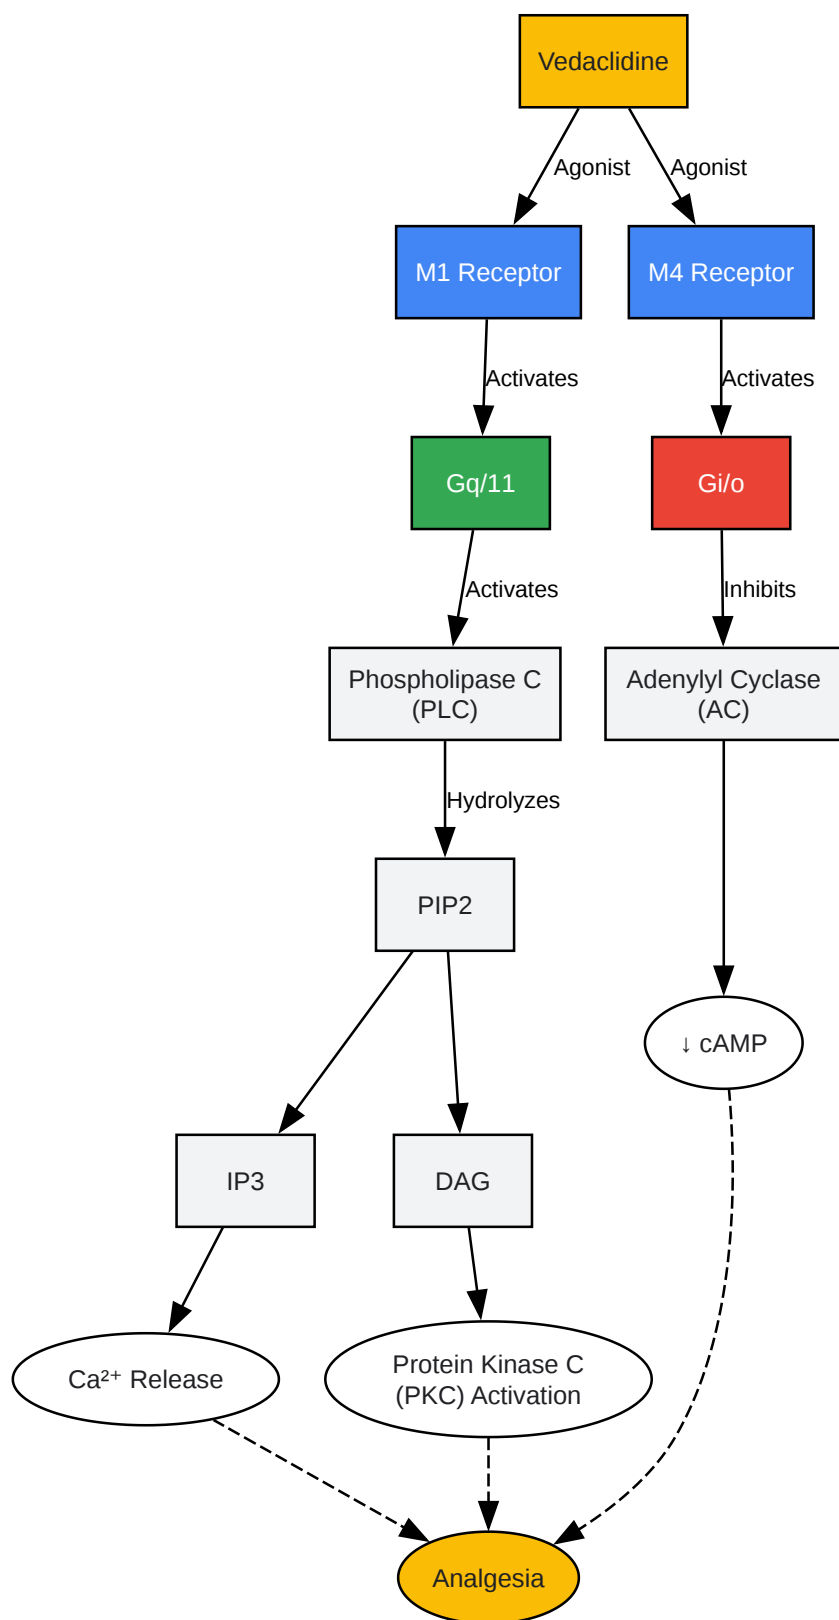 Vedaclidine
Agonist
Agonist
M1 Receptor
M4 Receptor
Activates
Activates
Gq/11
Gi/o
Activates
Inhibits
Phospholipase C
(PLC)
Adenylyl Cyclase
(AC)
Hydrolyzes
PIP2
↓ cAMP
IP3
DAG
Ca²⁺ Release
Protein Kinase C
(PKC) Activation
Analgesia